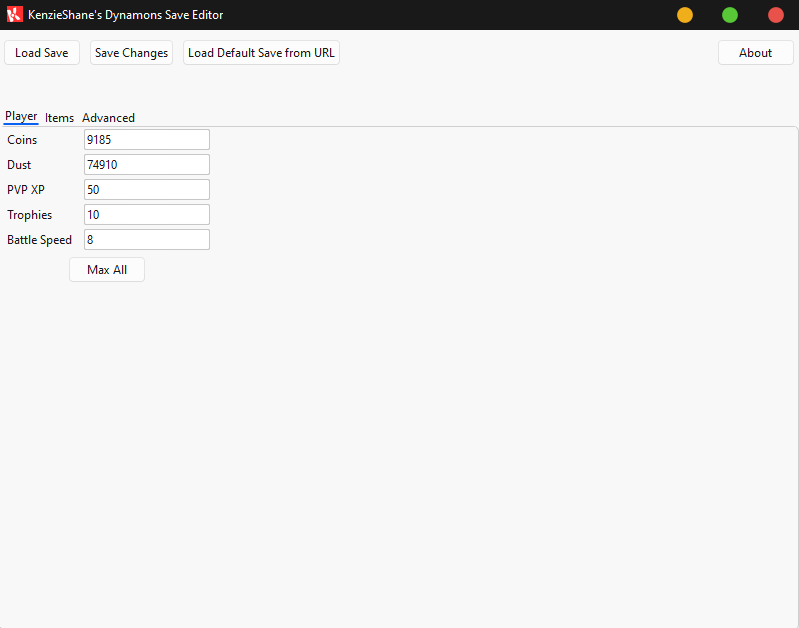 KenzieShane's Dynamons Save Editor
Load Save Save Changes Load Default Save from URL About
Player Items Advanced
Coins 9185
Dust 74910
PVP XP 50
Trophies 10
Battle Speed 8
Max All